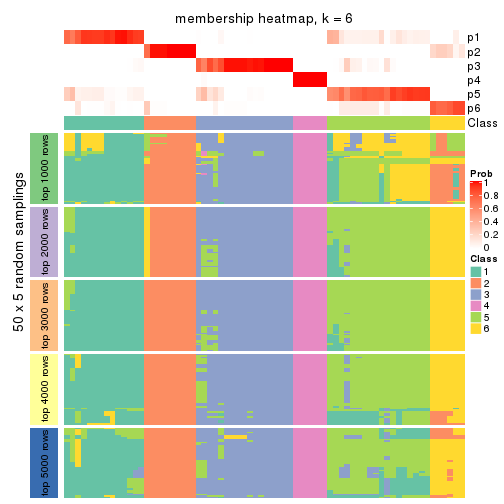 membership heatmap, k = 6
p1
p2
p3
p4
p5
p6
Class
50 x 5 random samplings
top 1000 rows
top 2000 rows
top 3000 rows
top 4000 rows
top 5000 rows
Prob
1
0.8
0.6
0.4
0.2
0
Class
1
2
3
4
5
6